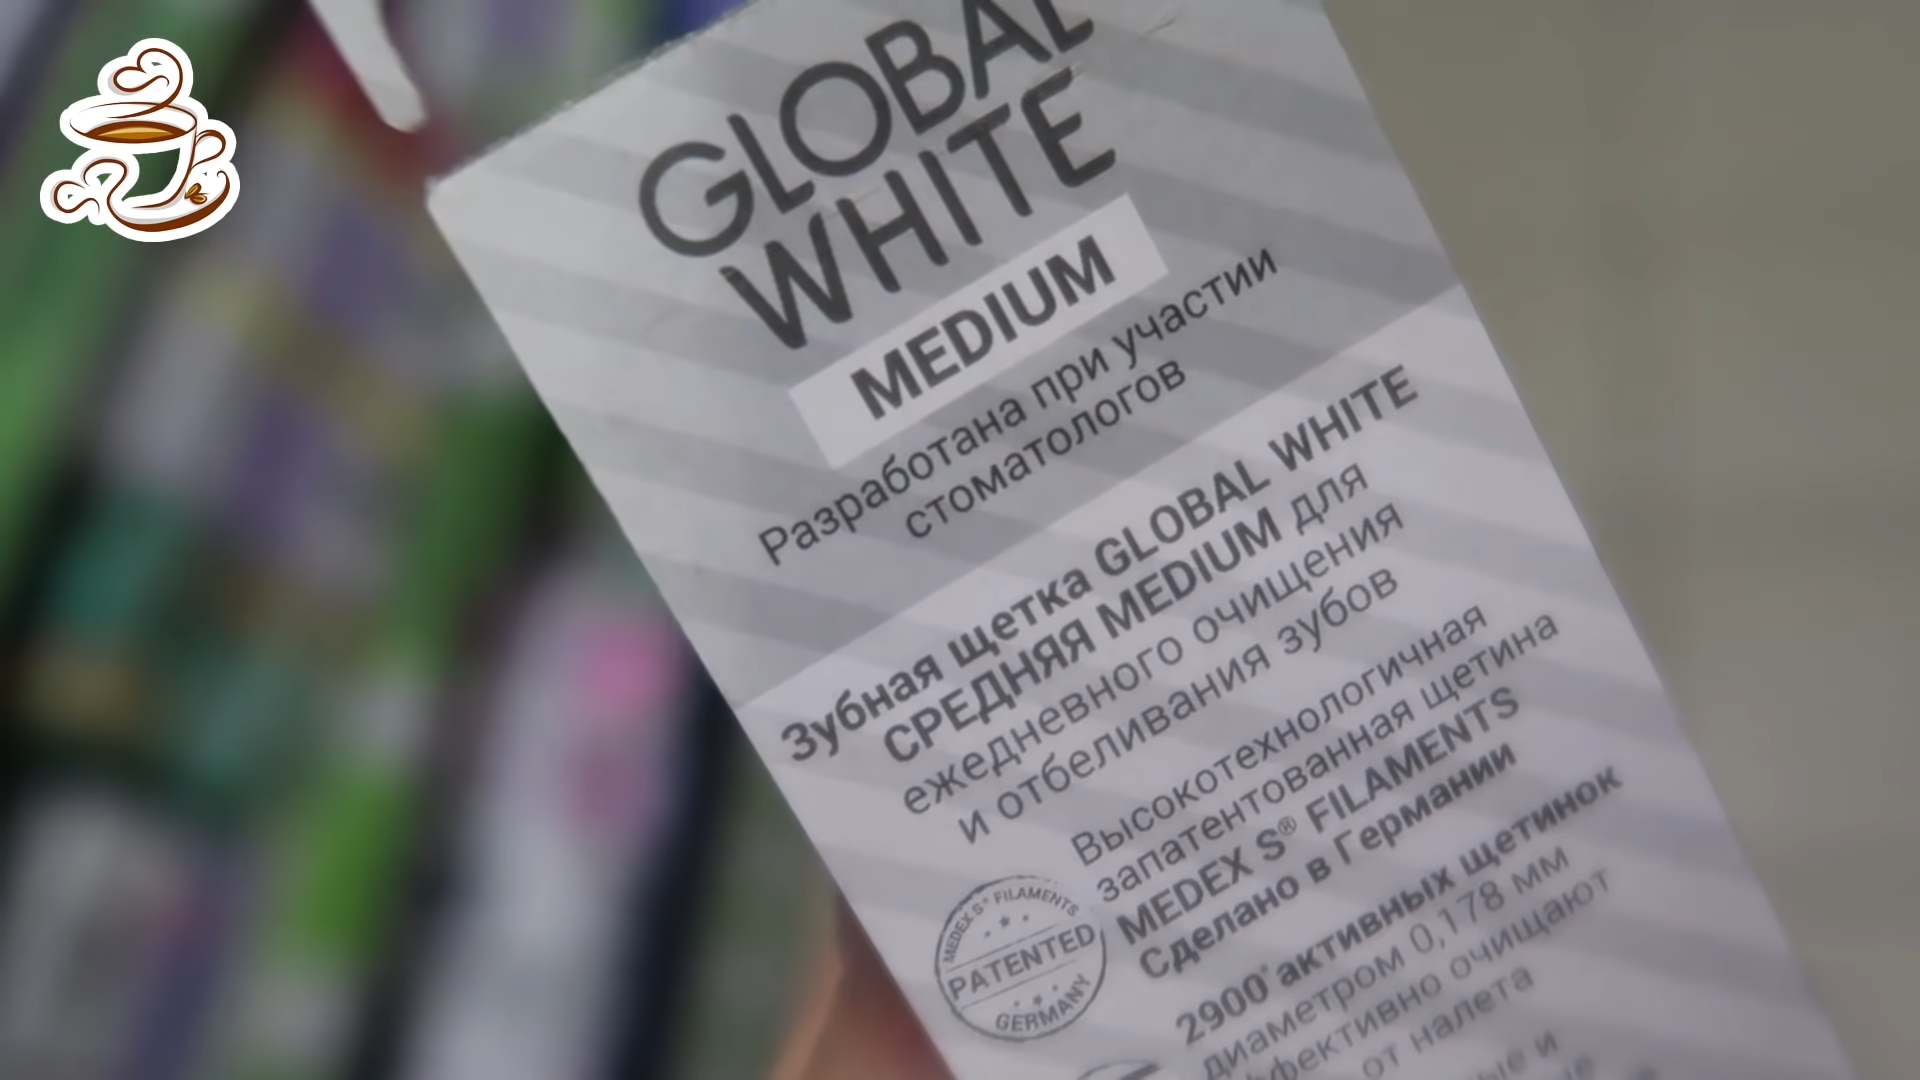 GLOBAL
WHITE
MEDIUM
Разработана при участии
стоматологов
Зубная щетка GLOBAL WHITE
СРЕДНЯЯ MEDIUM для
ежедневного очищения
и отбеливания зубов
Высокотехнологичная
запатентованная щетина
MEDEX S® FILAMENTS
Сделано в Германии
MEDEX S® FILAMENTS
PATENTED
GERMANY
2900 активных щетинок
диаметром 0,178 мм
эффективно очищают
от налета